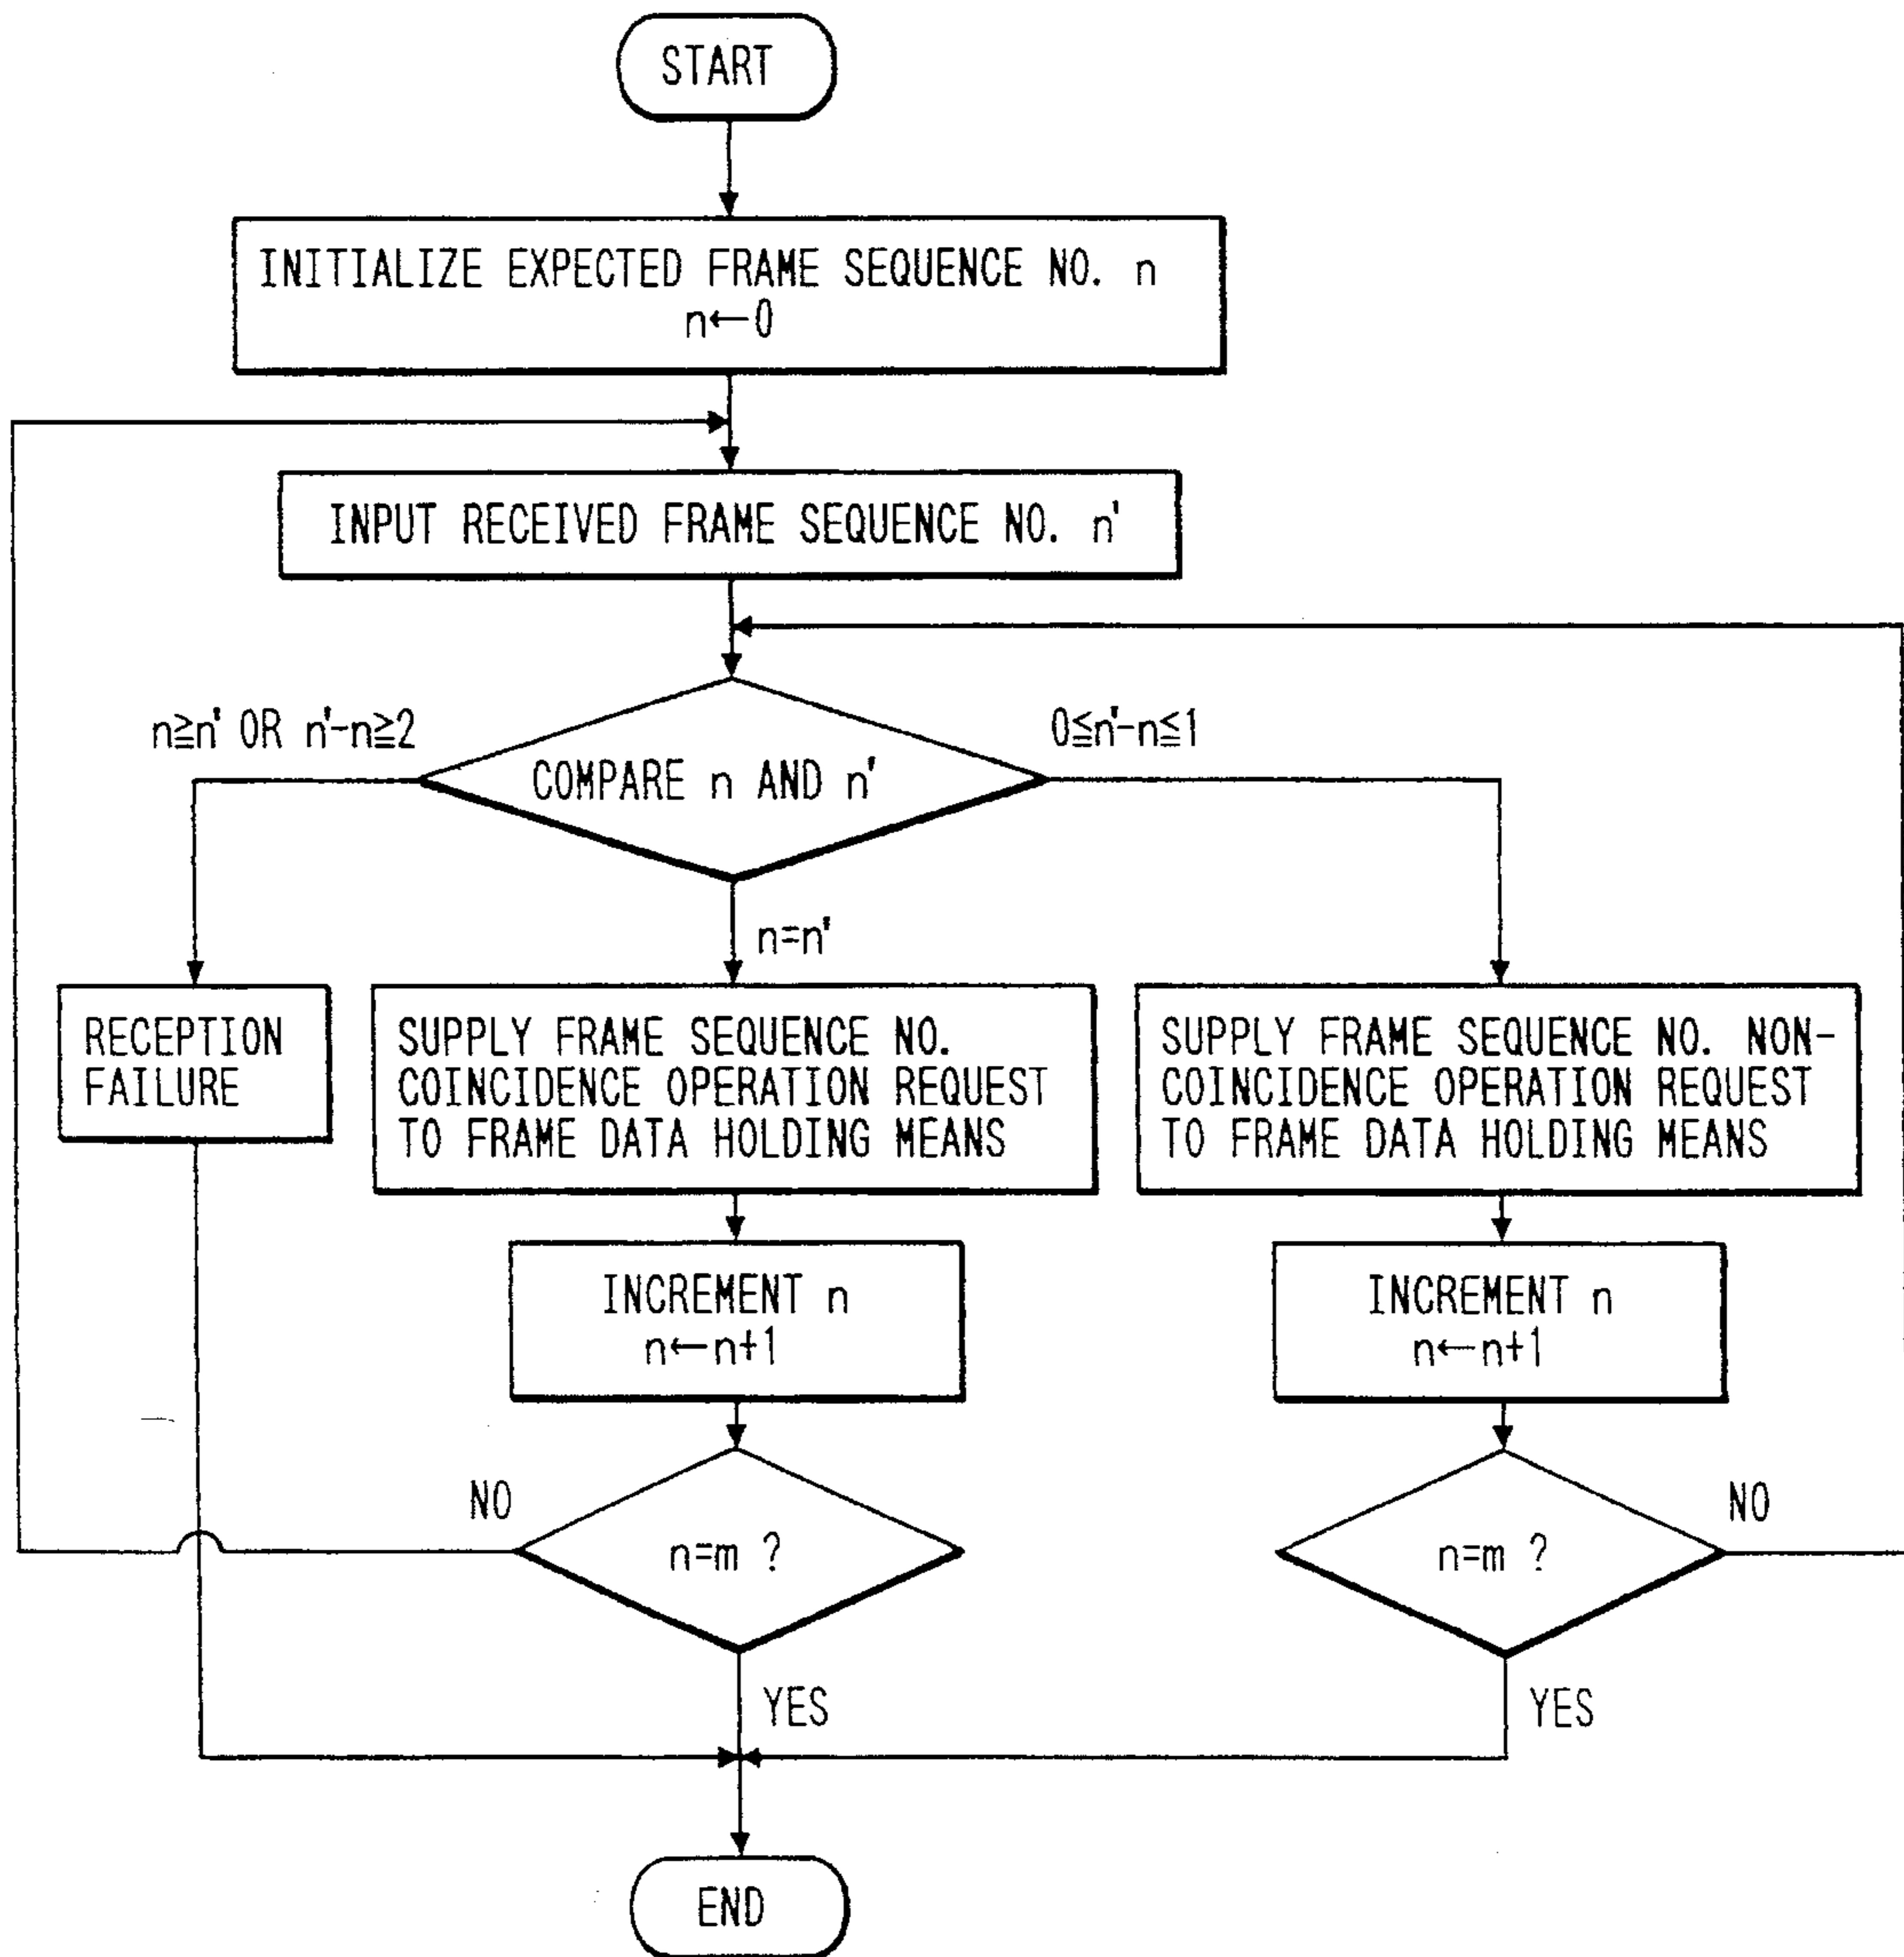 START
INITIALIZE EXPECTED FRAME SEQUENCE NO. n
n←0
INPUT RECEIVED FRAME SEQUENCE NO. n'
n≧n' OR n'-n≧2
0≦n'-n≦1
COMPARE n AND n'
n=n'
RECEPTION
FAILURE
SUPPLY FRAME SEQUENCE NO.
COINCIDENCE OPERATION REQUEST
TO FRAME DATA HOLDING MEANS
SUPPLY FRAME SEQUENCE NO. NON-
COINCIDENCE OPERATION REQUEST
TO FRAME DATA HOLDING MEANS
INCREMENT n
n←n+1
INCREMENT n
n←n+1
NO
n=m ?
n=m ?
NO
YES
YES
END